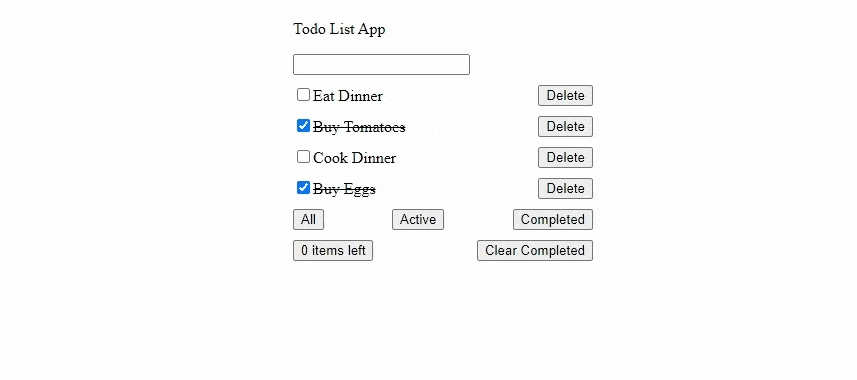 Todo List App
Eat Dinner Delete
Buy Tomatoes Delete
Cook Dinner Delete
Buy Eggs Delete
All Active Completed
0 items left Clear Completed